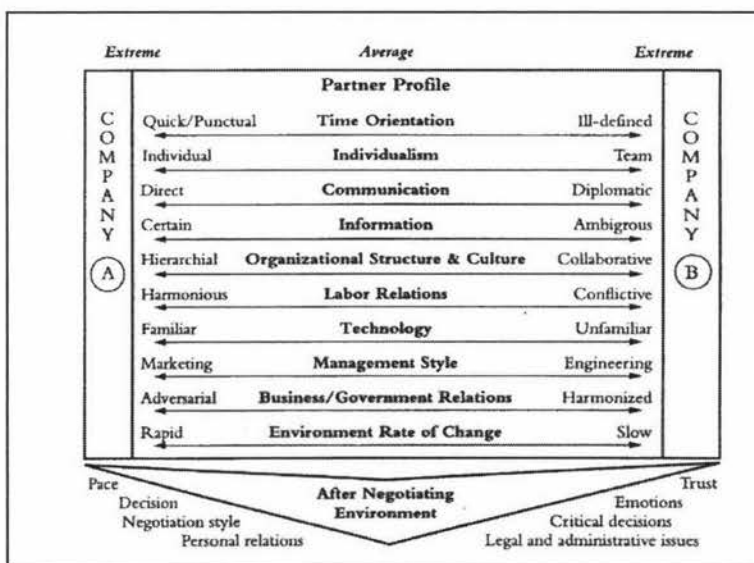 Extreme Average Extreme
Partner Profile
COMPANY A
Quick/Punctual Time Orientation Ill-defined
Individual Individualism Team
Direct Communication Diplomatic
Certain Information Ambigrous
Hierarchial Organizational Structure & Culture Collaborative
Harmonious Labor Relations Conflictive
Familiar Technology Unfamiliar
Marketing Management Style Engineering
Adversarial Business/Government Relations Harmonized
Rapid Environment Rate of Change Slow
COMPANY B
After Negotiating
Environment
Pace
Decision
Negotiation style
Personal relations
Trust
Emotions
Critical decisions
Legal and administrative issues